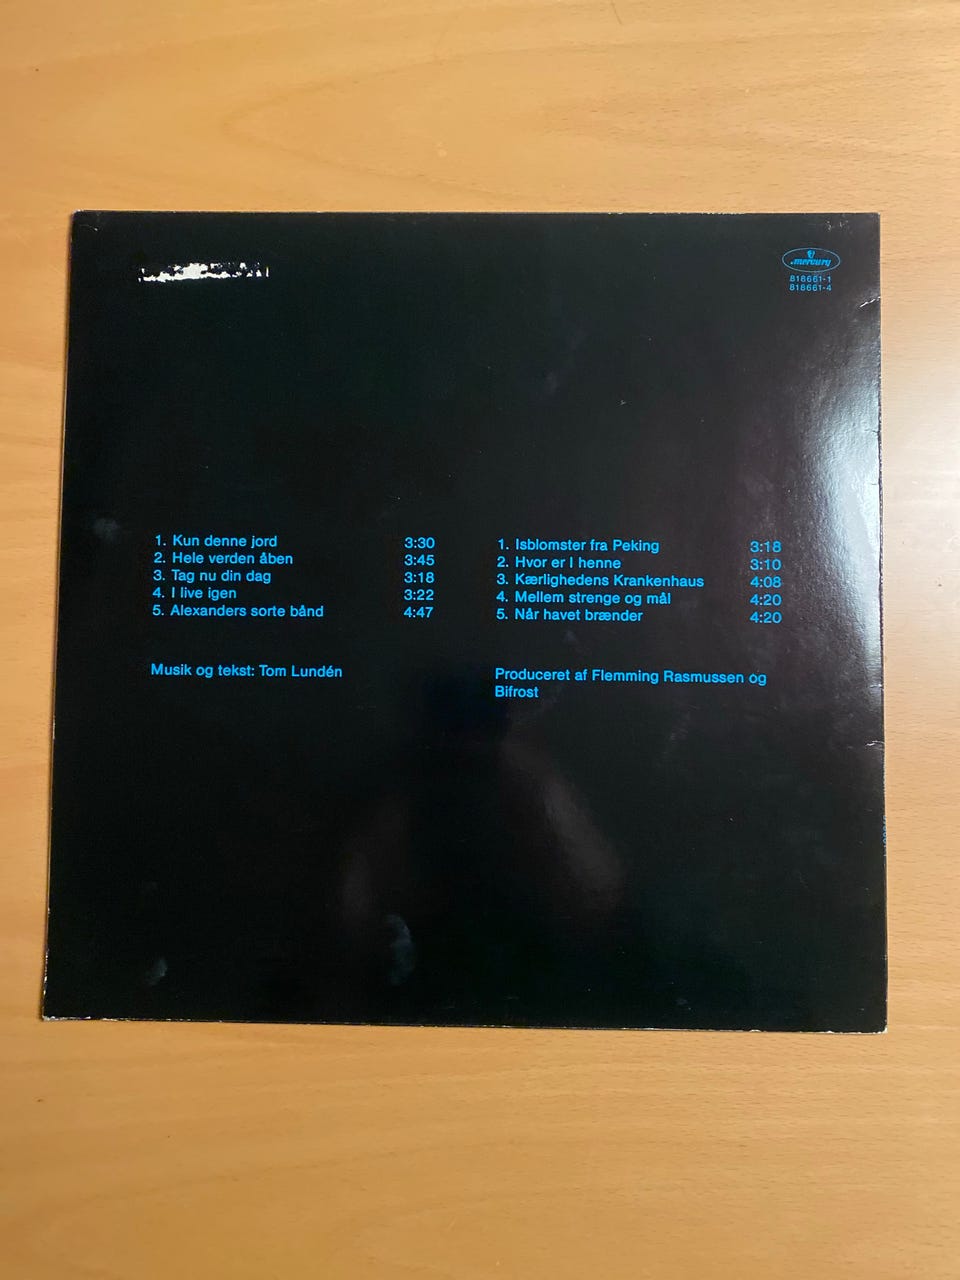 mercury
818661-1
818661-4
1. Kun denne jord 3:30
2. Hele verden åben 3:45
3. Tag nu din dag 3:18
4. I live igen 3:22
5. Alexanders sorte bånd 4:47
Musik og tekst: Tom Lundén
1. Isblomster fra Peking 3:18
2. Hvor er I henne 3:10
3. Kærlighedens Krankenhaus 4:08
4. Mellem strenge og mål 4:20
5. Når havet brænder 4:20
Produceret af Flemming Rasmussen og
Bifrost